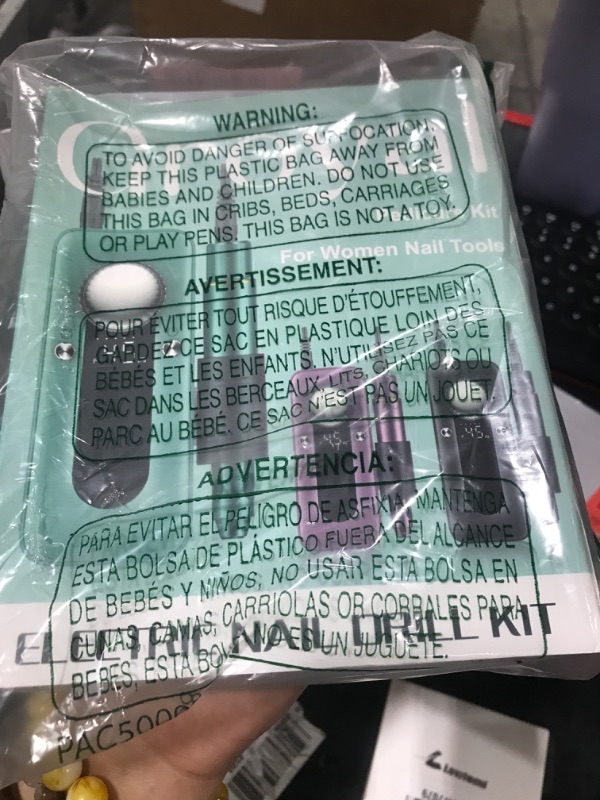 WARNING:
TO AVOID DANGER OF SUFFOCATION,
KEEP THIS PLASTIC BAG AWAY FROM
BABIES AND CHILDREN. DO NOT USE
THIS BAG IN CRIBS, BEDS, CARRIAGES
OR PLAY PENS. THIS BAG IS NOT A TOY.
Kit
For Women Nail Tools
AVERTISSEMENT:
POUR ÉVITER TOUT RISQUE D'ÉTOUFFEMENT,
GARDEZ CE SAC EN PLASTIQUE LOIN DES
BÉBÉS ET LES ENFANTS. N'UTILISEZ PAS CE
SAC DANS LES BERCEAUX, LITS, CHARIOTS OU
PARC AU BÉBÉ. CE SAC N'EST PAS UN JOUET.
45
45
ADVERTENCIA:
PARA EVITAR EL PELIGRO DE ASFIXIA, MANTENGA
ESTA BOLSA DE PLÁSTICO FUERA DEL ALCANCE
DE BEBÉS Y NIÑOS, NO USAR ESTA BOLSA EN
CUNAS, CAMAS, CARRIOLAS OR CORRALES PARA
BEBES, ESTA NO ES UN JUGUETE.
ELECTRIC NAIL DRILL KIT
PAC5000